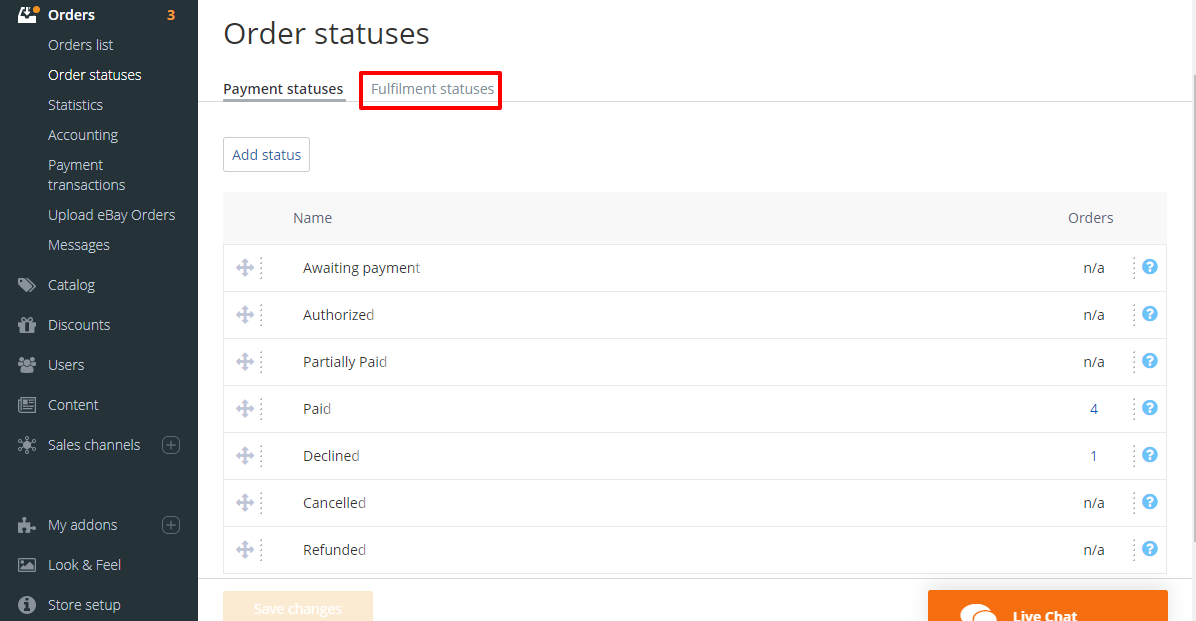 Orders 3
Orders list
Order statuses
Statistics
Accounting
Payment
transactions
Upload eBay Orders
Messages
Catalog
Discounts
Users
Content
Sales channels
My addons
Look & Feel
Store setup
Order statuses
Payment statuses Fulfilment statuses
Add status
Name Orders
Awaiting payment n/a ?
Authorized n/a ?
Partially Paid n/a ?
Paid 4 ?
Declined 1 ?
Cancelled n/a ?
Refunded n/a ?
Save changes
Live Chat